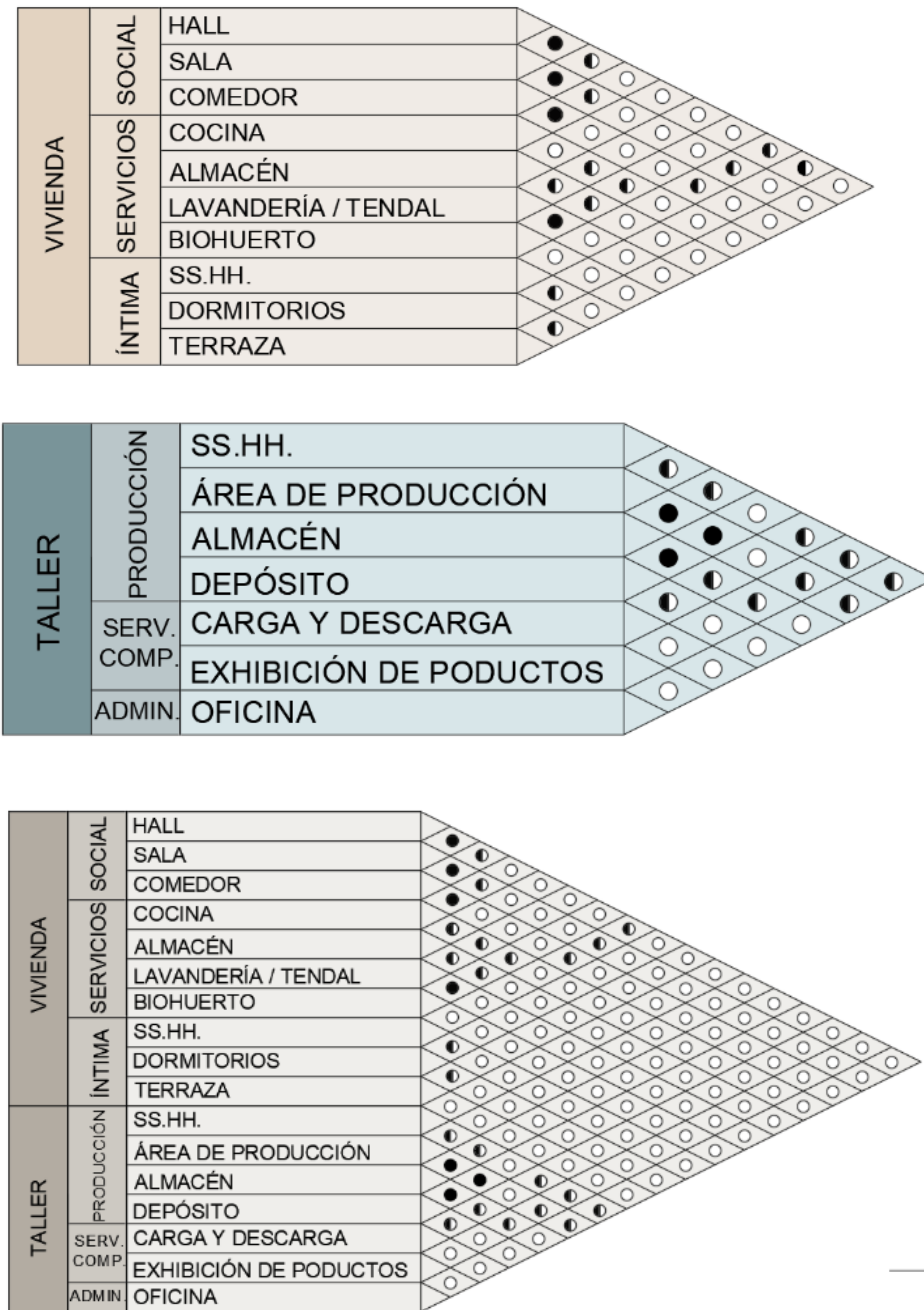 VIVIENDA
SOCIAL
HALL
SALA
COMEDOR
SERVICIOS
COCINA
ALMACÉN
LAVANDERÍA / TENDAL
BIOHUERTO
ÍNTIMA
SS.HH.
DORMITORIOS
TERRAZA
TALLER
PRODUCCIÓN
SS.HH.
ÁREA DE PRODUCCIÓN
ALMACÉN
DEPÓSITO
SERV.
COMP.
CARGA Y DESCARGA
EXHIBICIÓN DE PODUCTOS
ADMIN.
OFICINA
VIVIENDA
SOCIAL
HALL
SALA
COMEDOR
SERVICIOS
COCINA
ALMACÉN
LAVANDERÍA / TENDAL
BIOHUERTO
ÍNTIMA
SS.HH.
DORMITORIOS
TERRAZA
TALLER
PRODUCCIÓN
SS.HH.
ÁREA DE PRODUCCIÓN
ALMACÉN
DEPÓSITO
SERV.
COMP.
CARGA Y DESCARGA
EXHIBICIÓN DE PODUCTOS
ADMIN.
OFICINA